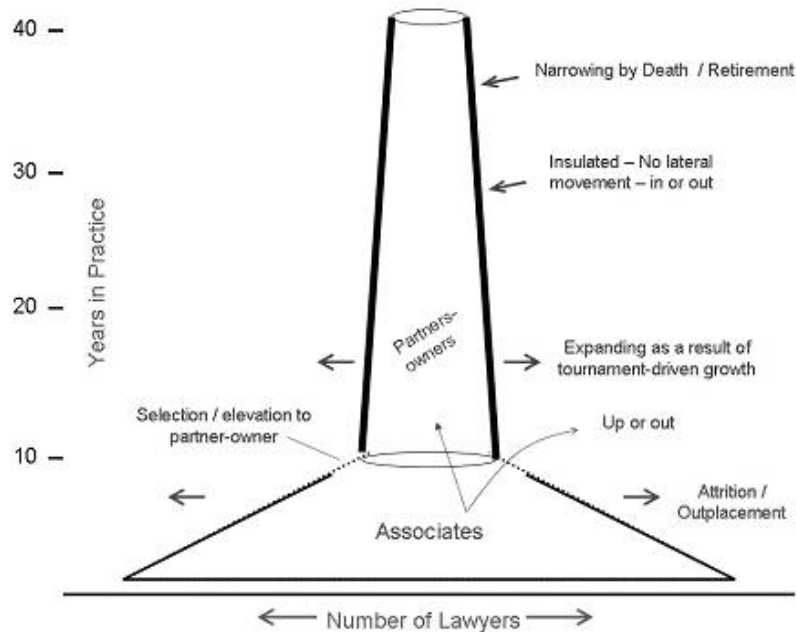 40
Narrowing by Death / Retirement
30
Insulated – No lateral
movement – in or out
Years in Practice
20
Partners-
owners
Expanding as a result of
tournament-driven growth
Selection / elevation to
partner-owner
Up or out
10
Attrition /
Outplacement
Associates
Number of Lawyers